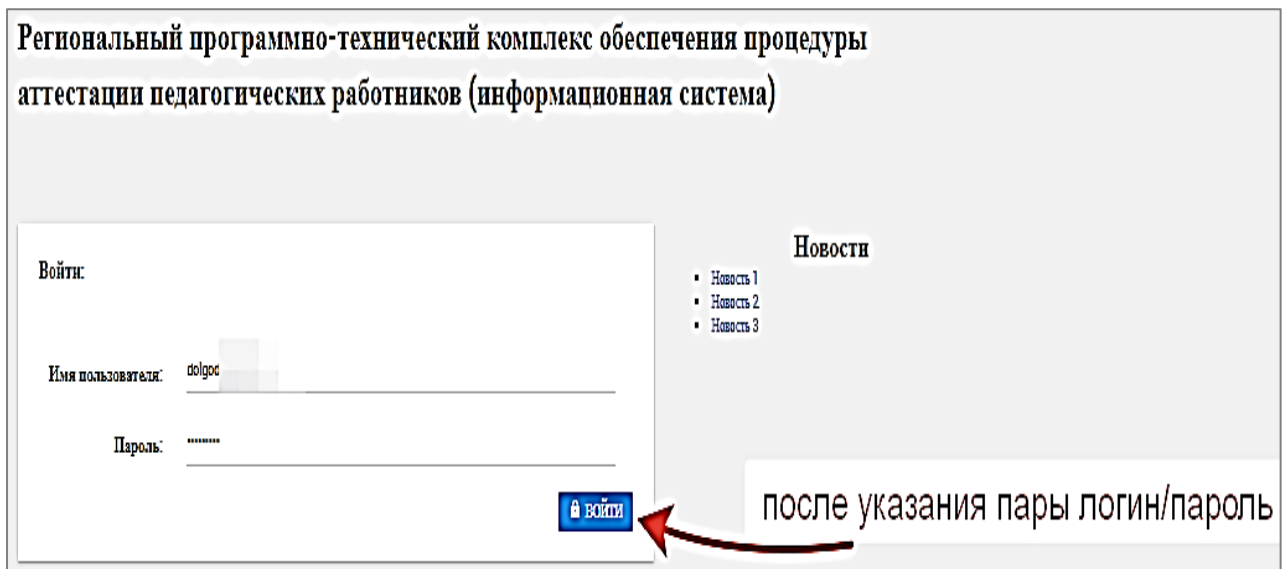 Региональный программно-технический комплекс обеспечения процедуры
аттестации педагогических работников (информационная система)
Войти:
Имя пользователя: dolgod
Пароль: ·········
ВОЙТИ
Новости
▪ Новость 1
▪ Новость 2
▪ Новость 3
после указания пары логин/пароль